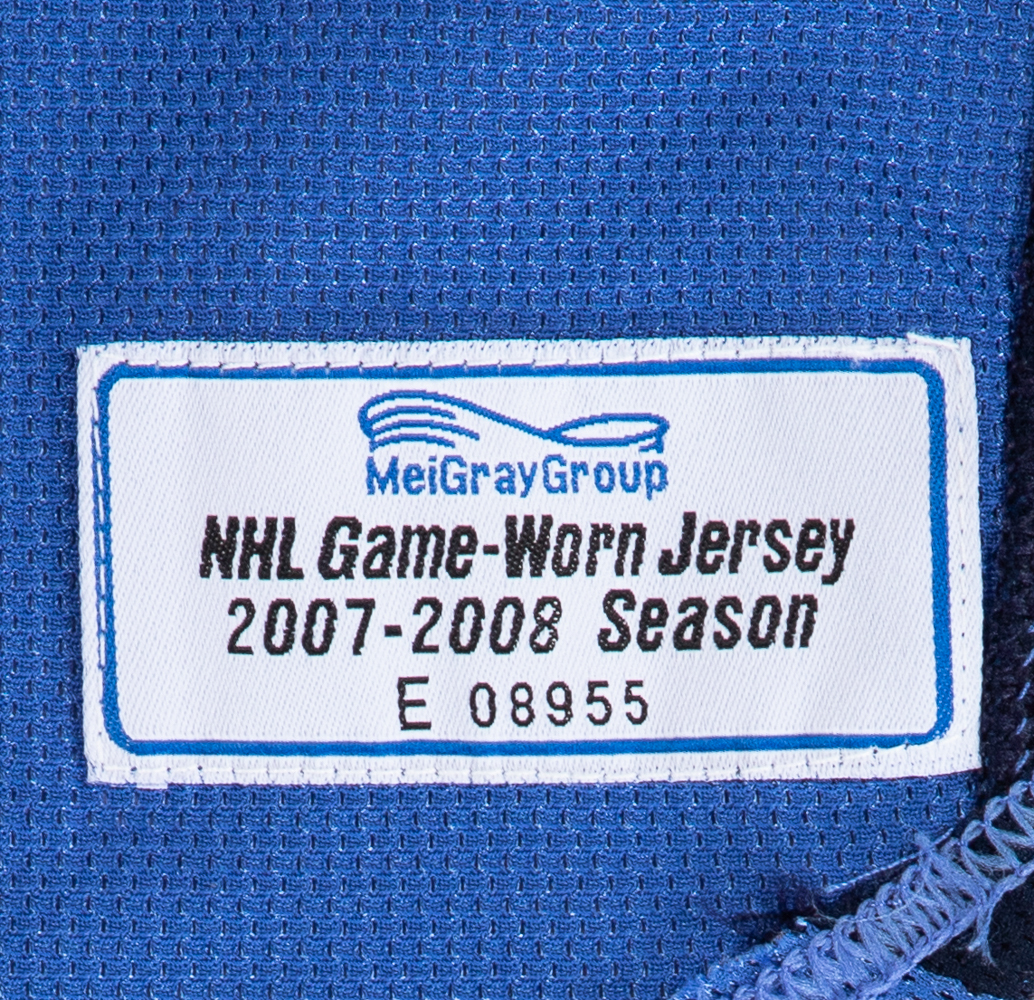 MeiGrayGroup
NHL Game-Worn Jersey
2007-2008 Season
E 08955